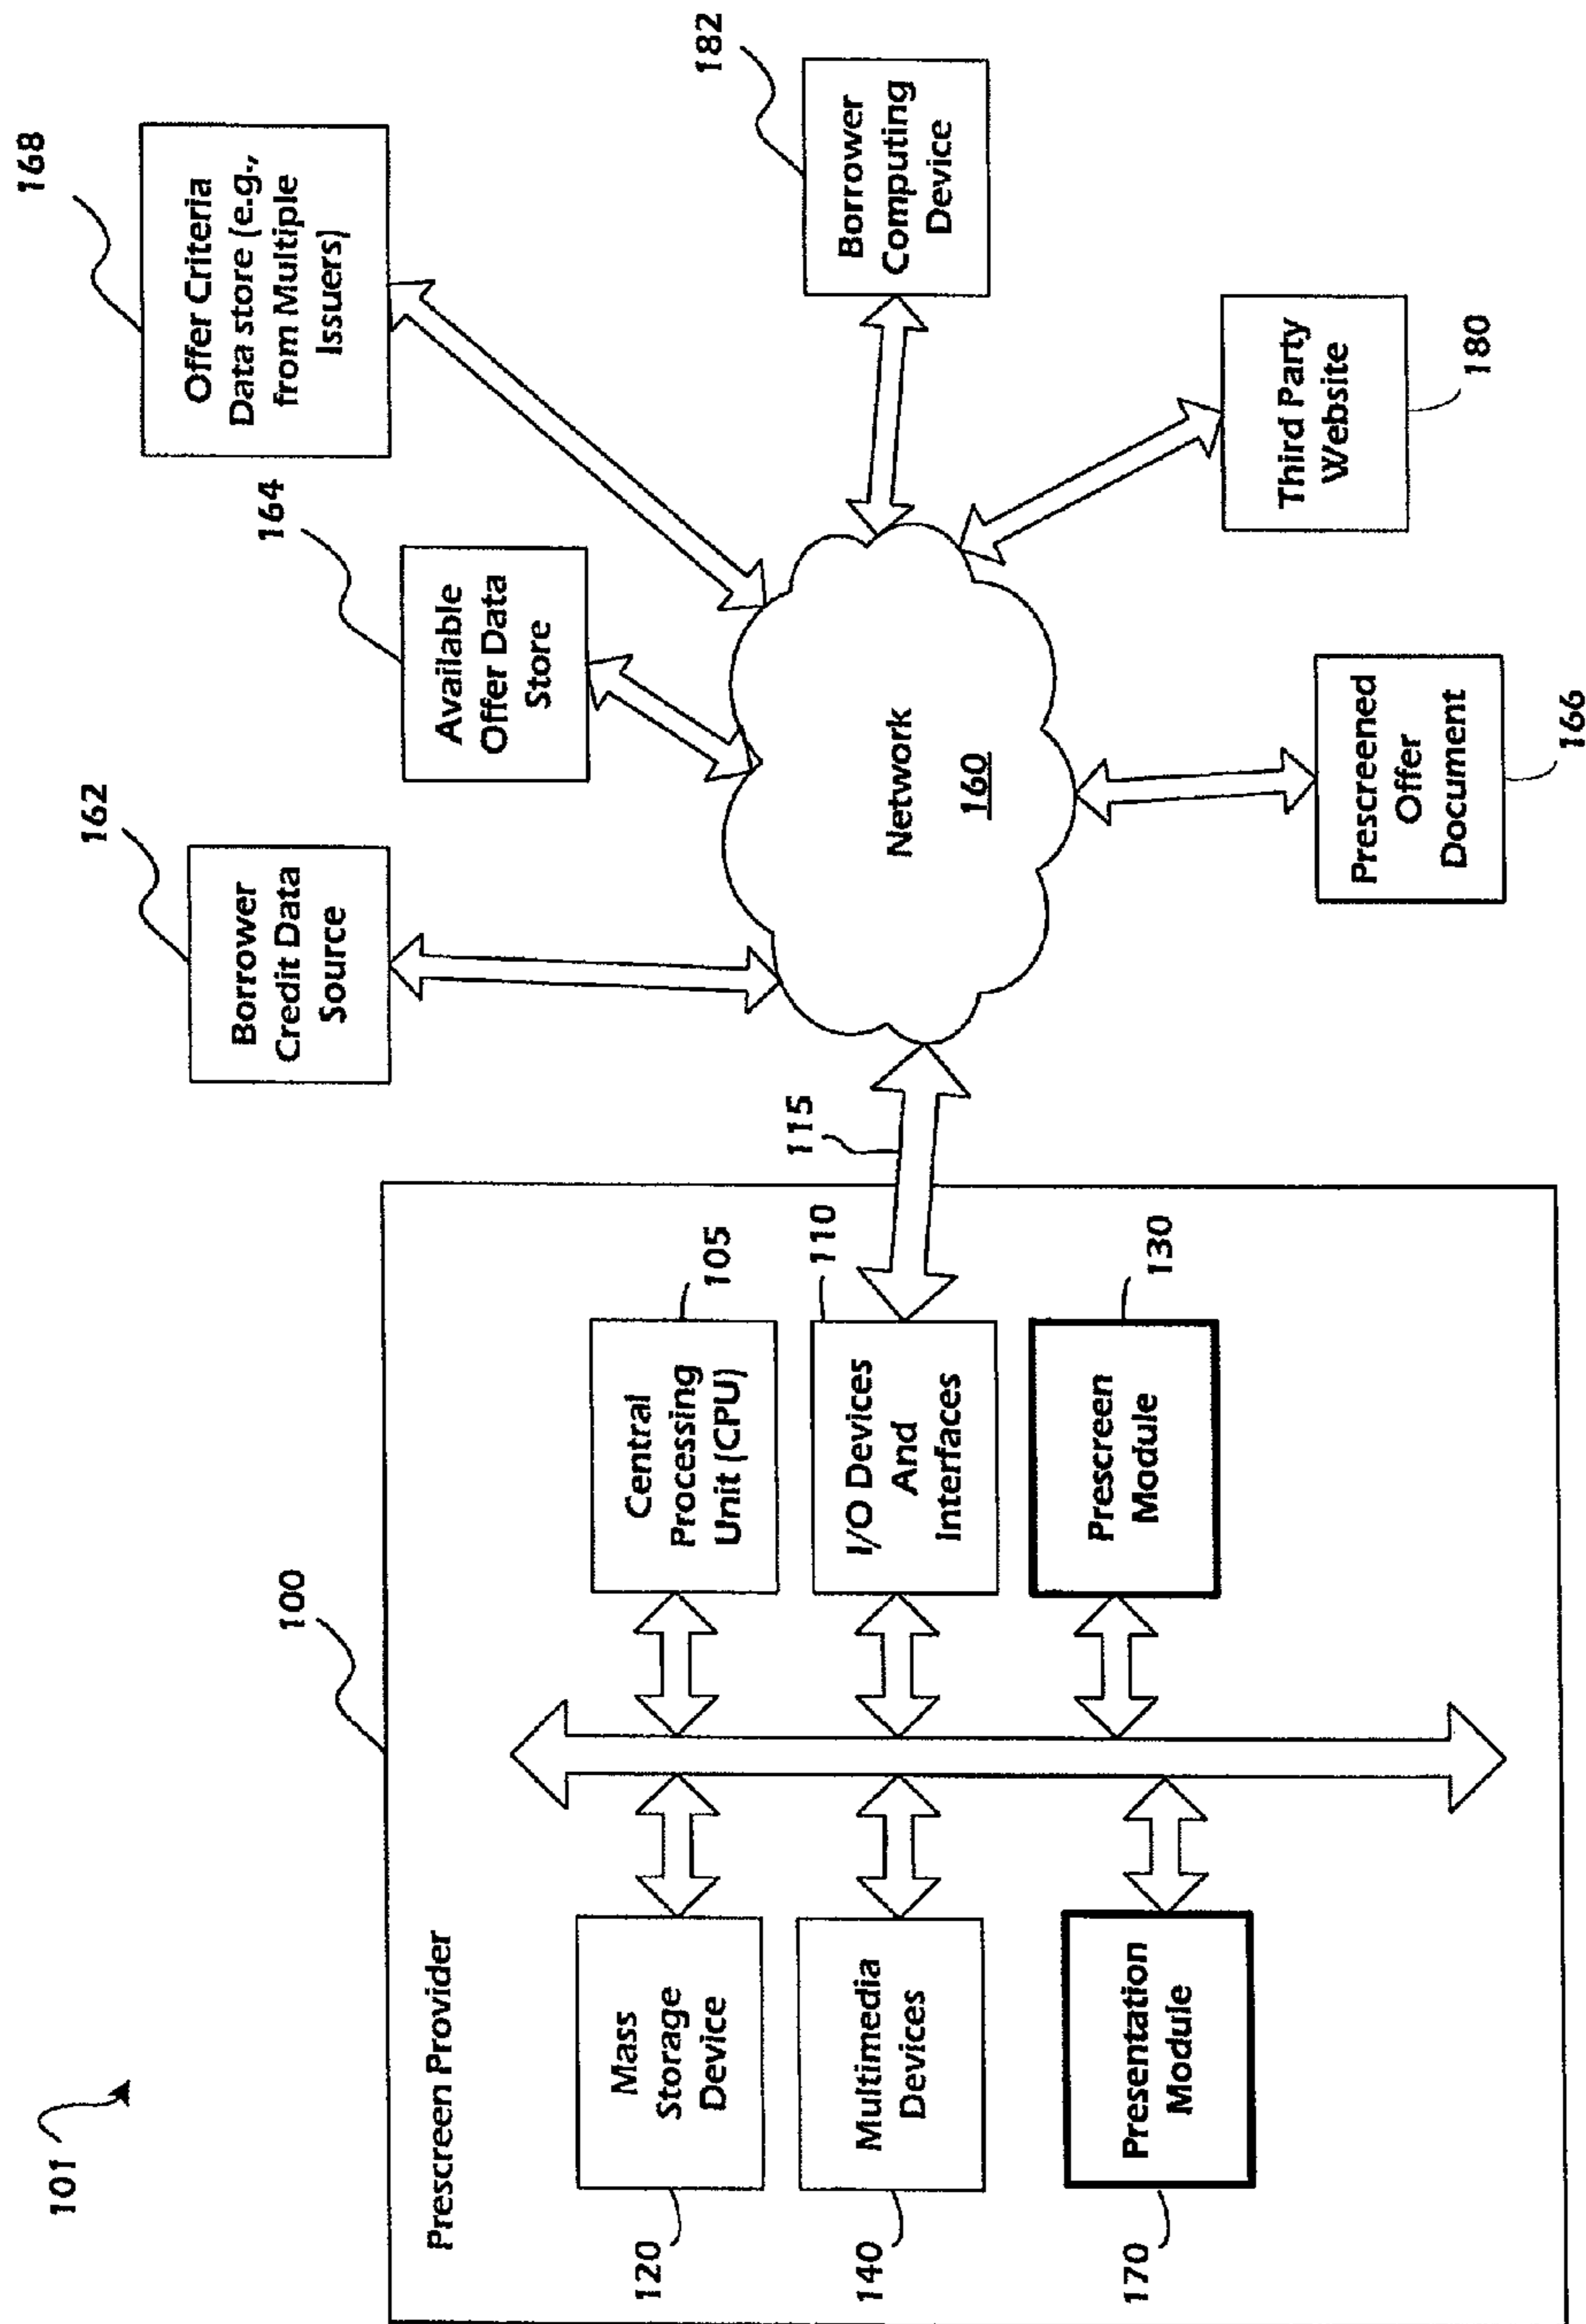 101
100
Prescreen Provider
120
Mass
Storage
Device
140
Multimedia
Devices
170
Presentation
Module
Central
Processing
Unit (CPU)
105
I/O Devices
And
Interfaces
110
Prescreen
Module
130
115
Network
160
Borrower
Credit Data
Source
162
Available
Offer Data
Store
164
Offer Criteria
Data store (e.g.,
from Multiple
Issuers)
168
Borrower
Computing
Device
182
Third Party
Website
180
Prescreened
Offer
Document
166